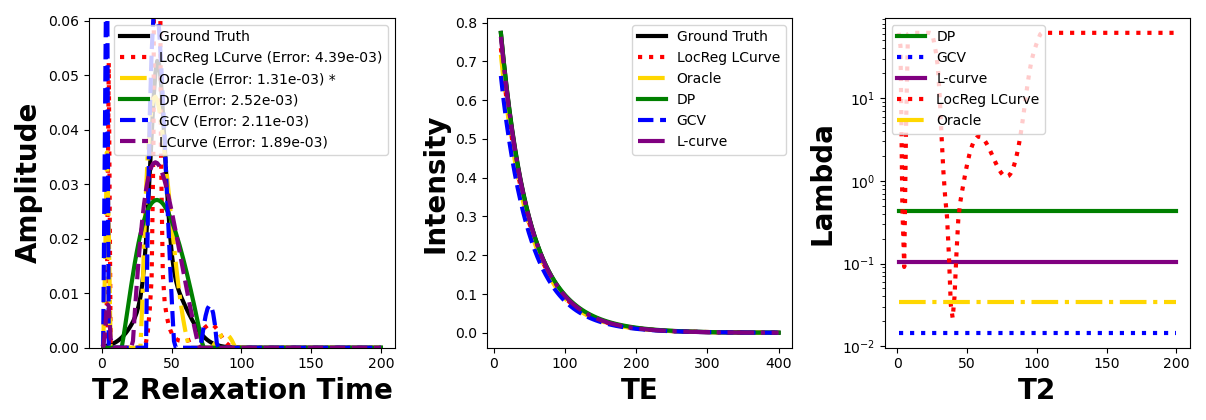 Amplitude
0.06
0.05
0.04
0.03
0.02
0.01
0.00
Ground Truth
LocReg LCurve (Error: 4.39e-03)
Oracle (Error: 1.31e-03) *
DP (Error: 2.52e-03)
GCV (Error: 2.11e-03)
LCurve (Error: 1.89e-03)
0 50 100 150 200
T2 Relaxation Time
Intensity
0.8
0.7
0.6
0.5
0.4
0.3
0.2
0.1
0.0
Ground Truth
LocReg LCurve
Oracle
DP
GCV
L-curve
0 100 200 300 400
TE
Lambda
10¹
10⁰
10⁻¹
10⁻²
DP
GCV
L-curve
LocReg LCurve
Oracle
0 50 100 150 200
T2